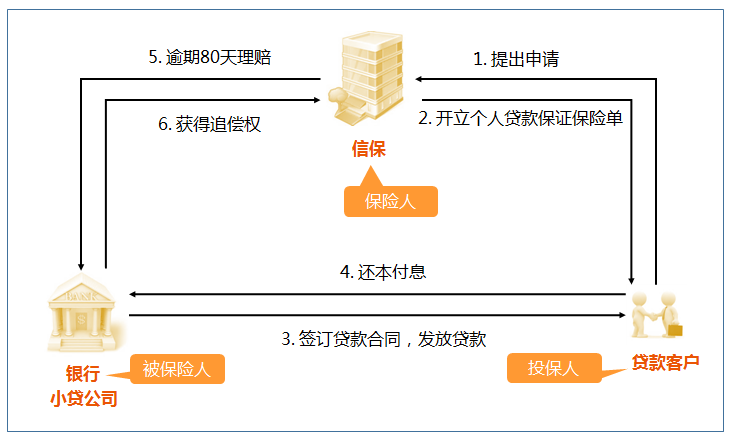 5. 逾期80天理赔
1. 提出申请
6. 获得追偿权
2. 开立个人贷款保证保险单
信保
保险人
4. 还本付息
BANK
3. 签订贷款合同，发放贷款
银行
小贷公司
被保险人
投保人
贷款客户